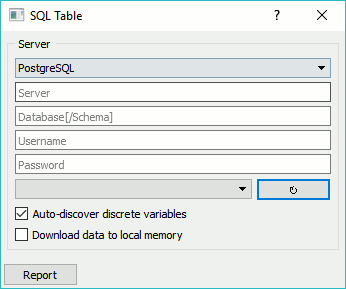 SQL Table
?
Server
PostgreSQL
Server
Database[/Schema]
Username
Password
↻
Auto-discover discrete variables
Download data to local memory
Report